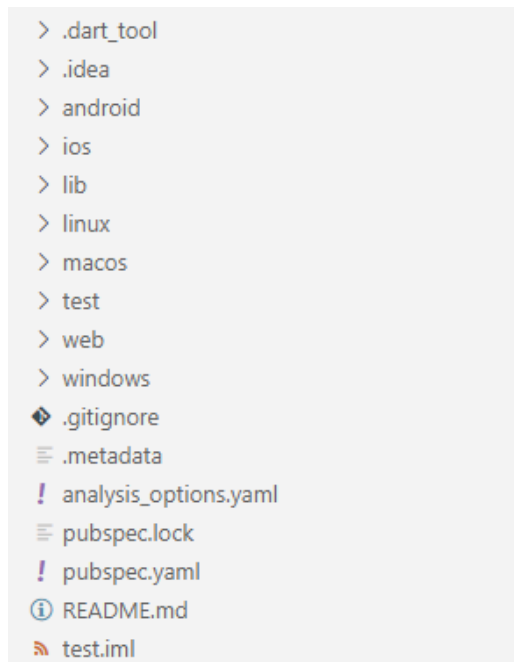 .dart_tool
.idea
android
ios
lib
linux
macos
test
web
windows
.gitignore
.metadata
analysis_options.yaml
pubspec.lock
pubspec.yaml
README.md
test.iml